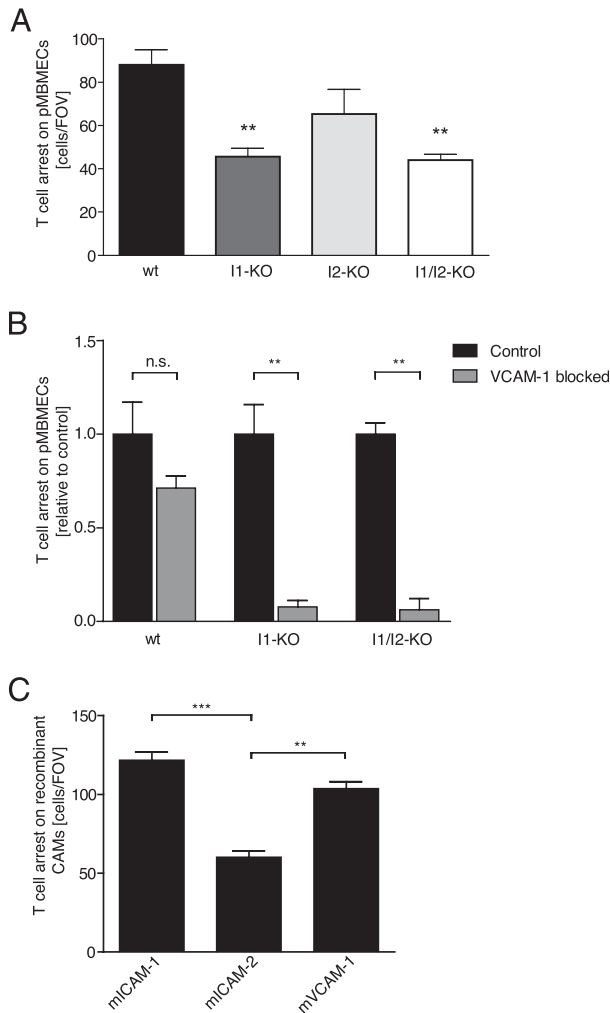 A
T cell arrest on pMBMECs
[cells/FOV]
100
80
60
40
20
0
**
**
wt
I1-KO
I2-KO
I1/I2-KO
B
T cell arrest on pMBMECs
[relative to control]
1.5
1.0
0.5
0.0
n.s.
**
**
Control
VCAM-1 blocked
wt
I1-KO
I1/I2-KO
C
T cell arrest on recombinant
CAMs [cells/FOV]
150
100
50
0
***
**
mICAM-1
mICAM-2
mVCAM-1